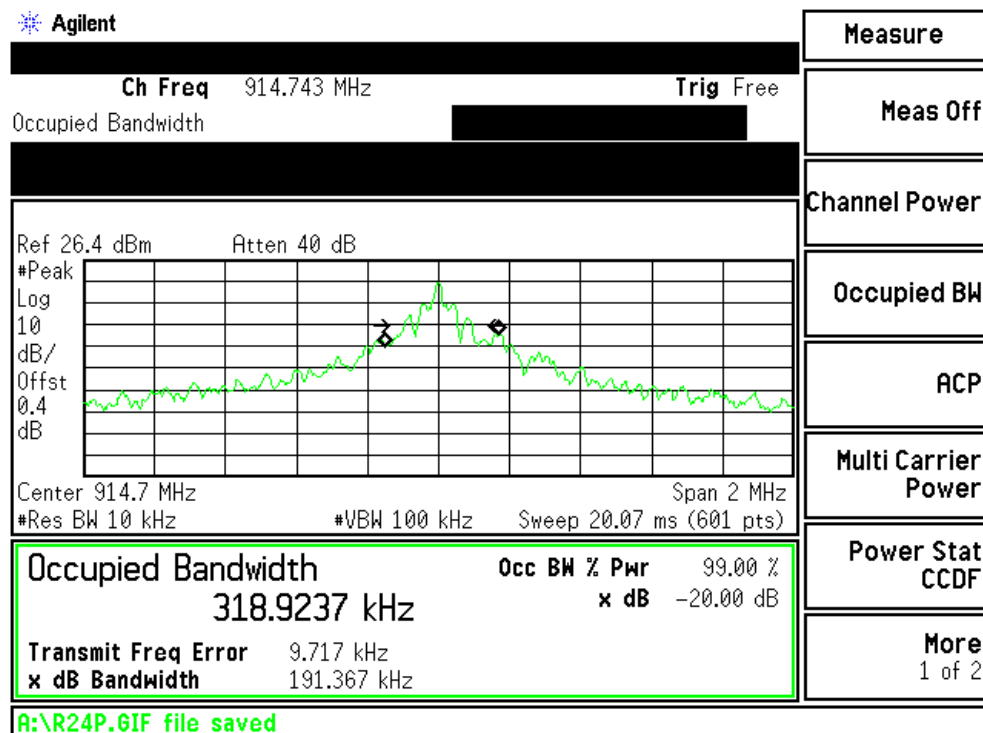 Agilent
Ch Freq 914.743 MHz Trig Free
Occupied Bandwidth
Ref 26.4 dBm Atten 40 dB
#Peak
Log
10
dB/
Offst
0.4
dB
Center 914.7 MHz Span 2 MHz
#Res BW 10 kHz #VBW 100 kHz Sweep 20.07 ms (601 pts)
Occupied Bandwidth
318.9237 kHz
Occ BW % Pwr 99.00 %
x dB -20.00 dB
Transmit Freq Error 9.717 kHz
x dB Bandwidth 191.367 kHz
A:\R24P.GIF file saved
Measure
Meas Off
Channel Power
Occupied BW
ACP
Multi Carrier
Power
Power Stat
CCDF
More
1 of 2